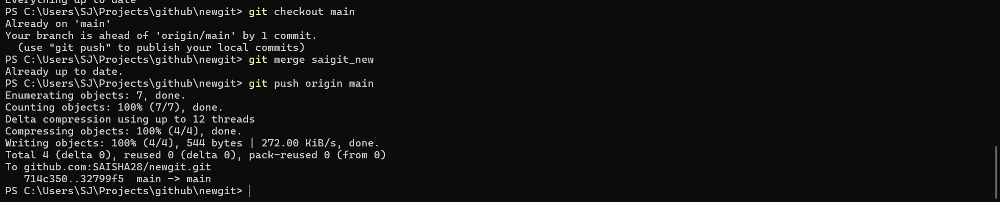 Everything up to date
PS C:\Users\SJ\Projects\github\newgit> git checkout main
Already on 'main'
Your branch is ahead of 'origin/main' by 1 commit.
  (use "git push" to publish your local commits)
PS C:\Users\SJ\Projects\github\newgit> git merge saigit_new
Already up to date.
PS C:\Users\SJ\Projects\github\newgit> git push origin main
Enumerating objects: 7, done.
Counting objects: 100% (7/7), done.
Delta compression using up to 12 threads
Compressing objects: 100% (4/4), done.
Writing objects: 100% (4/4), 544 bytes | 272.00 KiB/s, done.
Total 4 (delta 0), reused 0 (delta 0), pack-reused 0 (from 0)
To github.com:SAISHA28/newgit.git
   714c350..32799f5  main -> main
PS C:\Users\SJ\Projects\github\newgit>